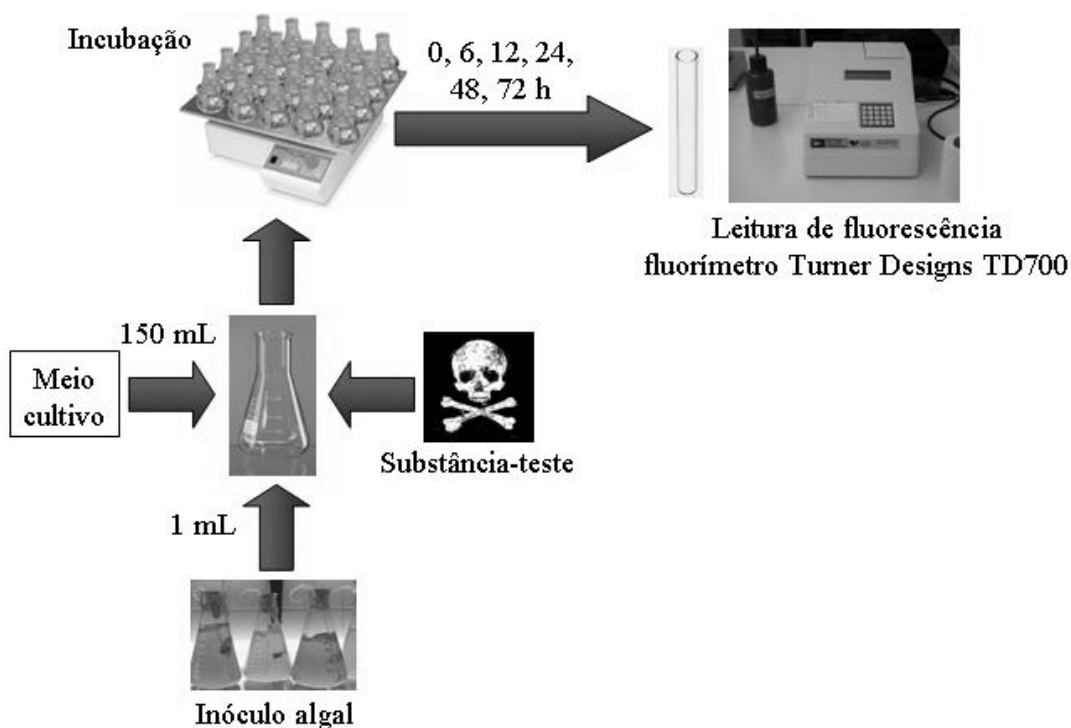 Incubação
0, 6, 12, 24,
48, 72 h
Leitura de fluorescência
fluorímetro Turner Designs TD700
150 mL
Meio
cultivo
Substância-teste
1 mL
Inóculo algal